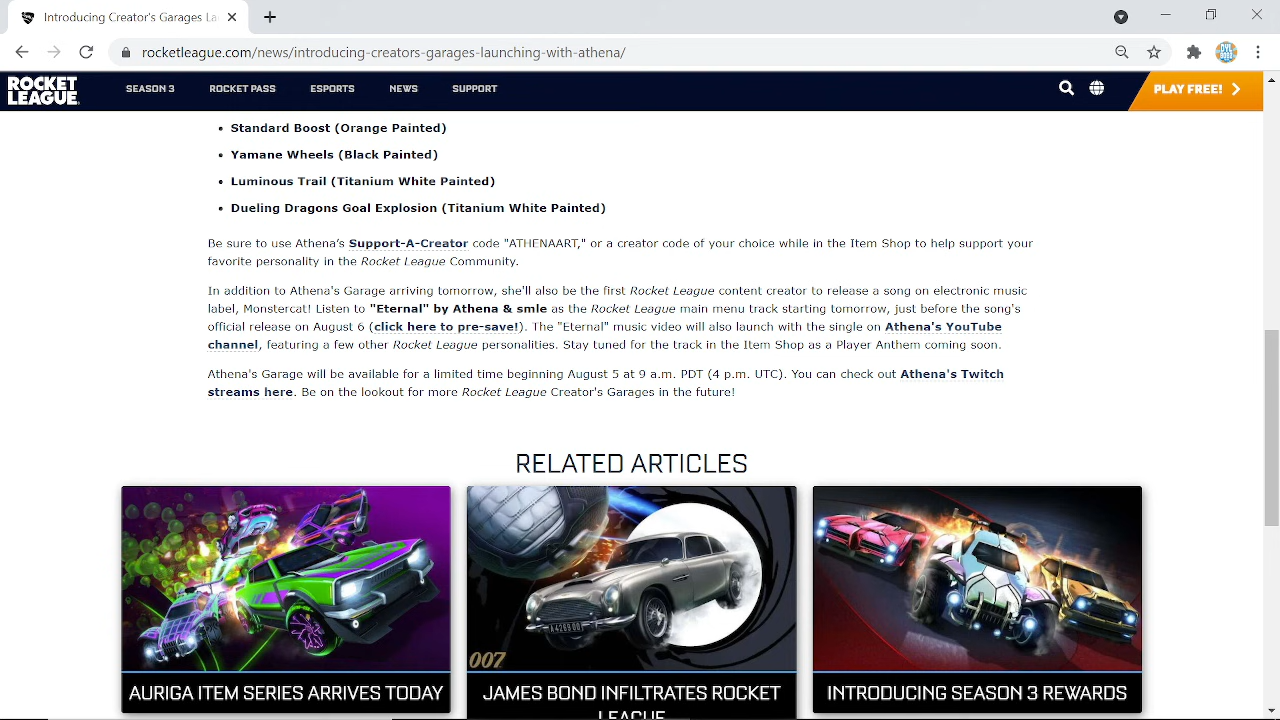 Introducing Creator's Garages La
rocketleague.com/news/introducing-creators-garages-launching-with-athena/
ROCKET
LEAGUE
SEASON 3 ROCKET PASS ESPORTS NEWS SUPPORT PLAY FREE!
• Standard Boost (Orange Painted)
• Yamane Wheels (Black Painted)
• Luminous Trail (Titanium White Painted)
• Dueling Dragons Goal Explosion (Titanium White Painted)
Be sure to use Athena's Support-A-Creator code "ATHENAART," or a creator code of your choice while in the Item Shop to help support your
favorite personality in the Rocket League Community.
In addition to Athena's Garage arriving tomorrow, she'll also be the first Rocket League content creator to release a song on electronic music
label, Monstercat! Listen to "Eternal" by Athena & smle as the Rocket League main menu track starting tomorrow, just before the song's
official release on August 6 (click here to pre-save!). The "Eternal" music video will also launch with the single on Athena's YouTube
channel, featuring a few other Rocket League personalities. Stay tuned for the track in the Item Shop as a Player Anthem coming soon.
Athena's Garage will be available for a limited time beginning August 5 at 9 a.m. PDT (4 p.m. UTC). You can check out Athena's Twitch
streams here. Be on the lookout for more Rocket League Creator's Garages in the future!
RELATED ARTICLES
007
AURIGA ITEM SERIES ARRIVES TODAY
JAMES BOND INFILTRATES ROCKET
LEAGUE
INTRODUCING SEASON 3 REWARDS